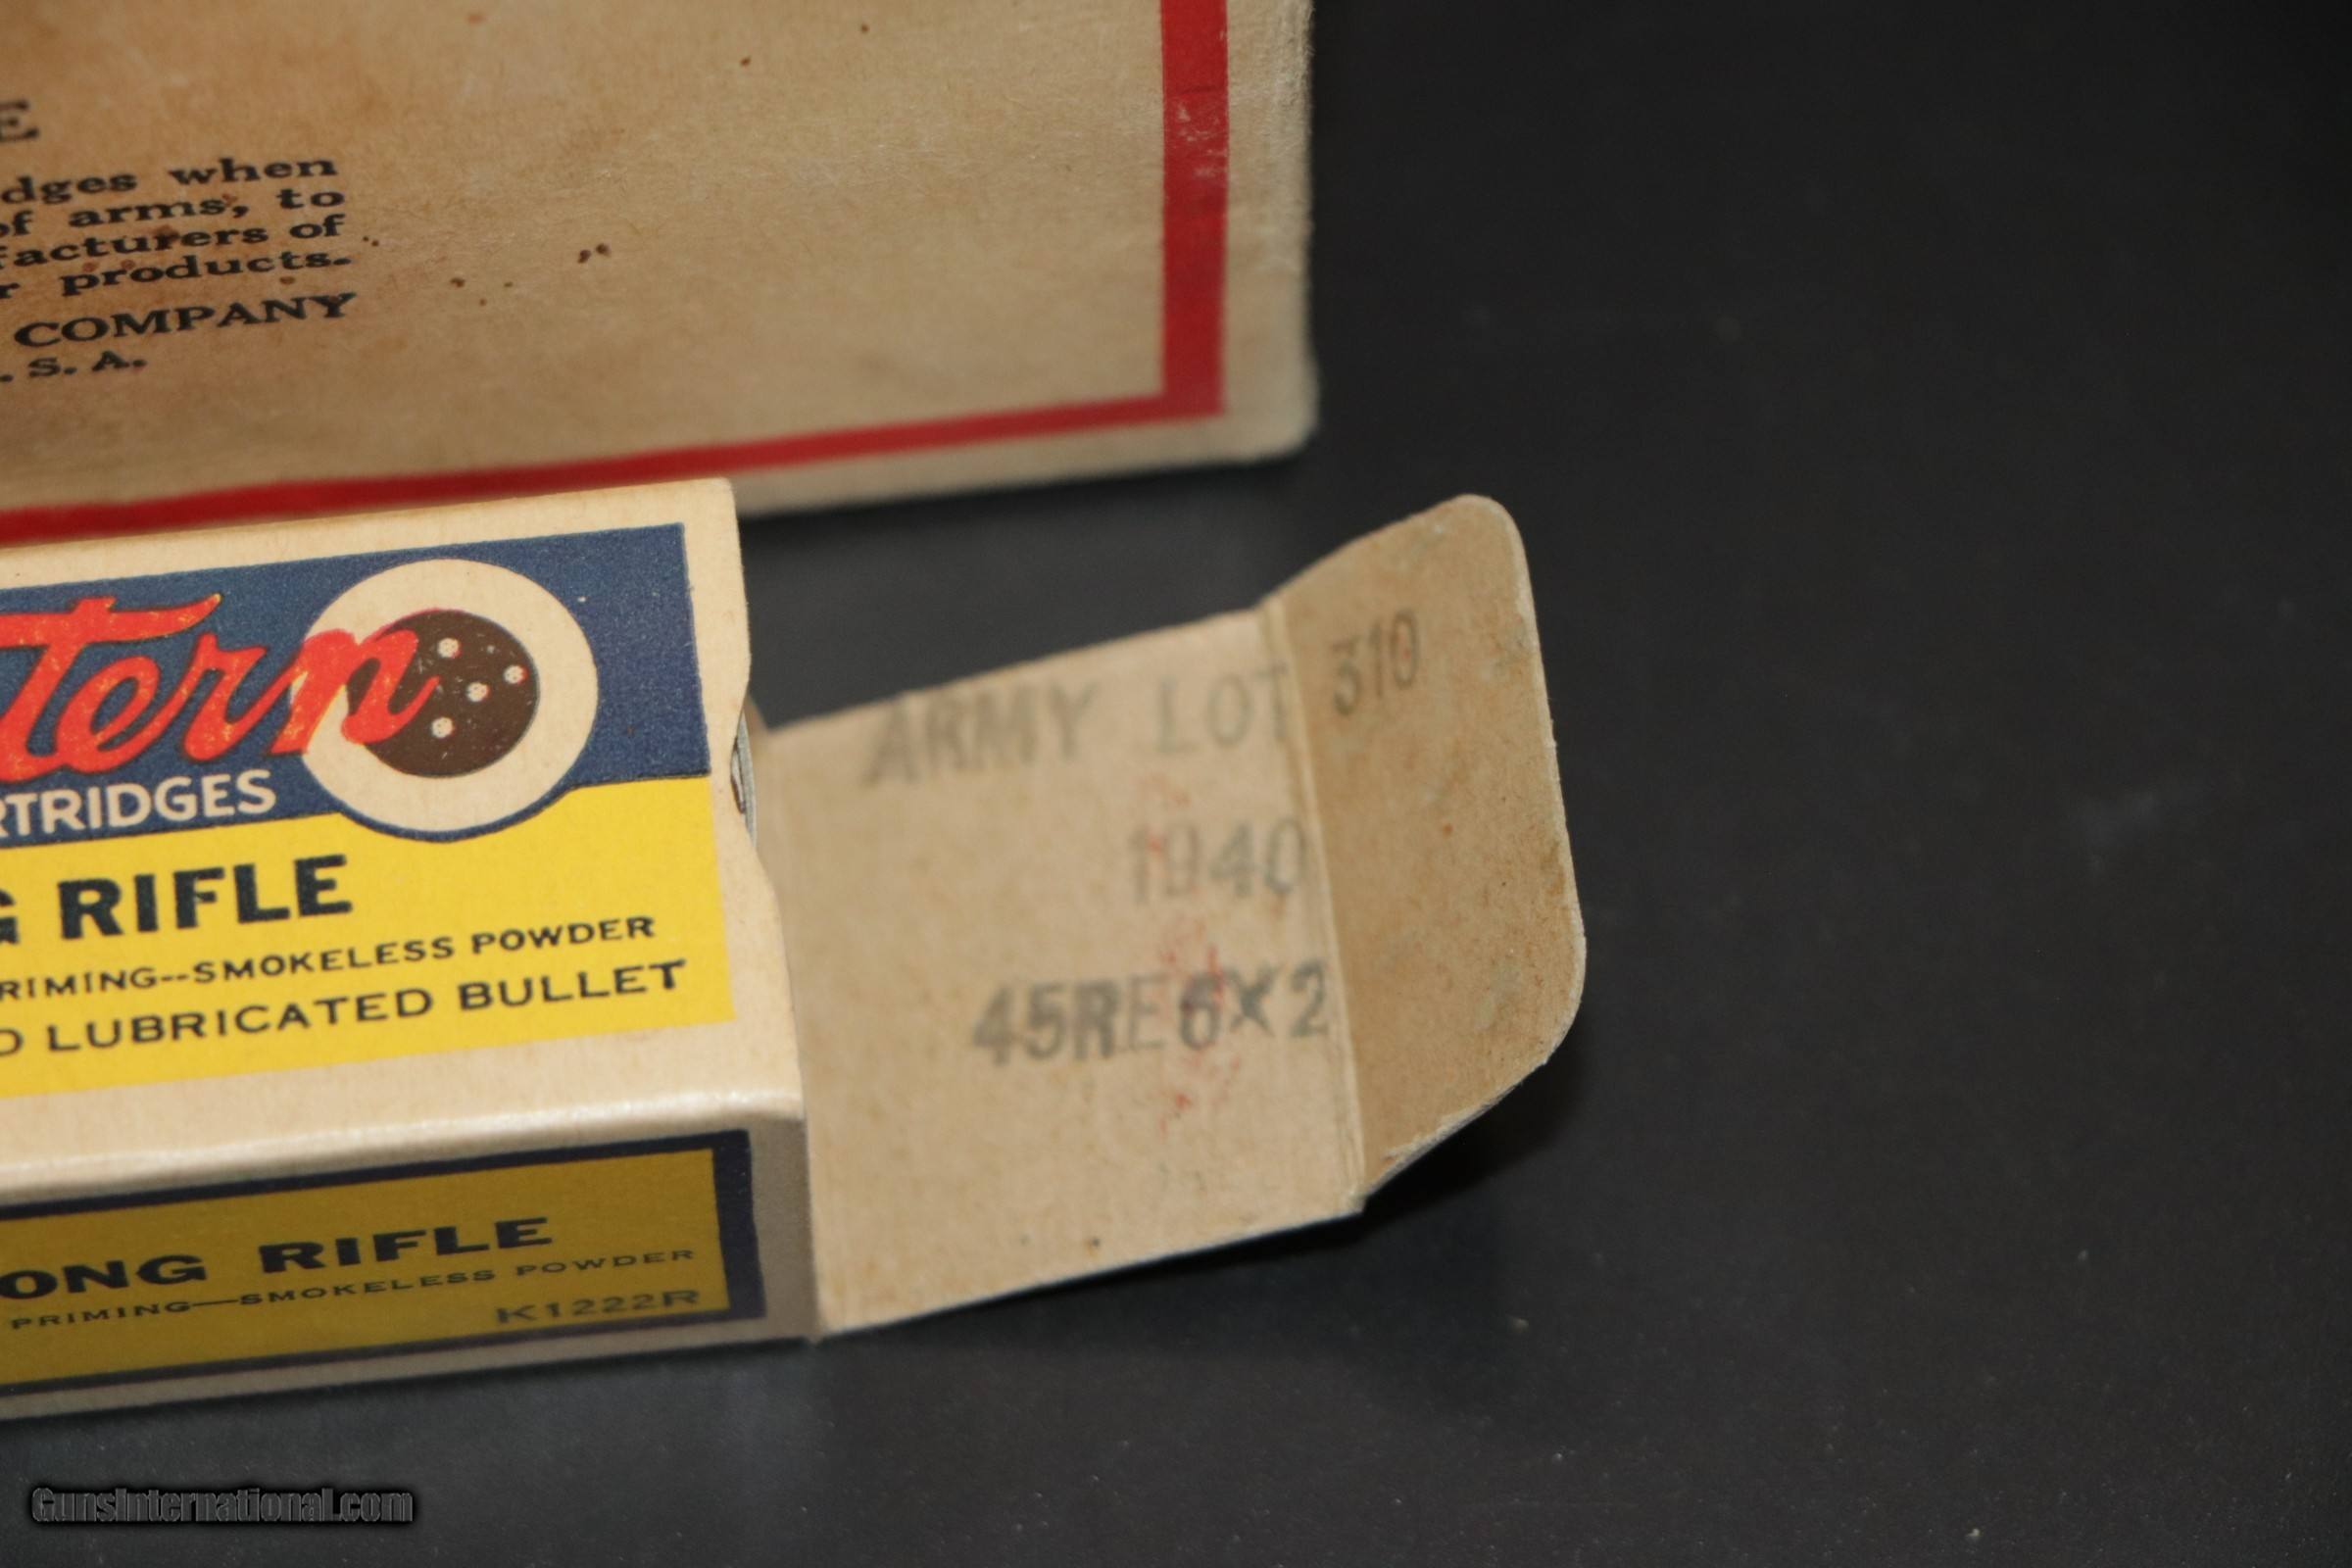 E
dges when
of arms, to
facturers of
r products.
COMPANY
. S. A.
tern
RTRIDGES
G RIFLE
RIMING--SMOKELESS POWDER
D LUBRICATED BULLET
ONG RIFLE
PRIMING—SMOKELESS POWDER
K1222R
ARMY LOT 310
1940
45RE6X2
GunsInternational.com